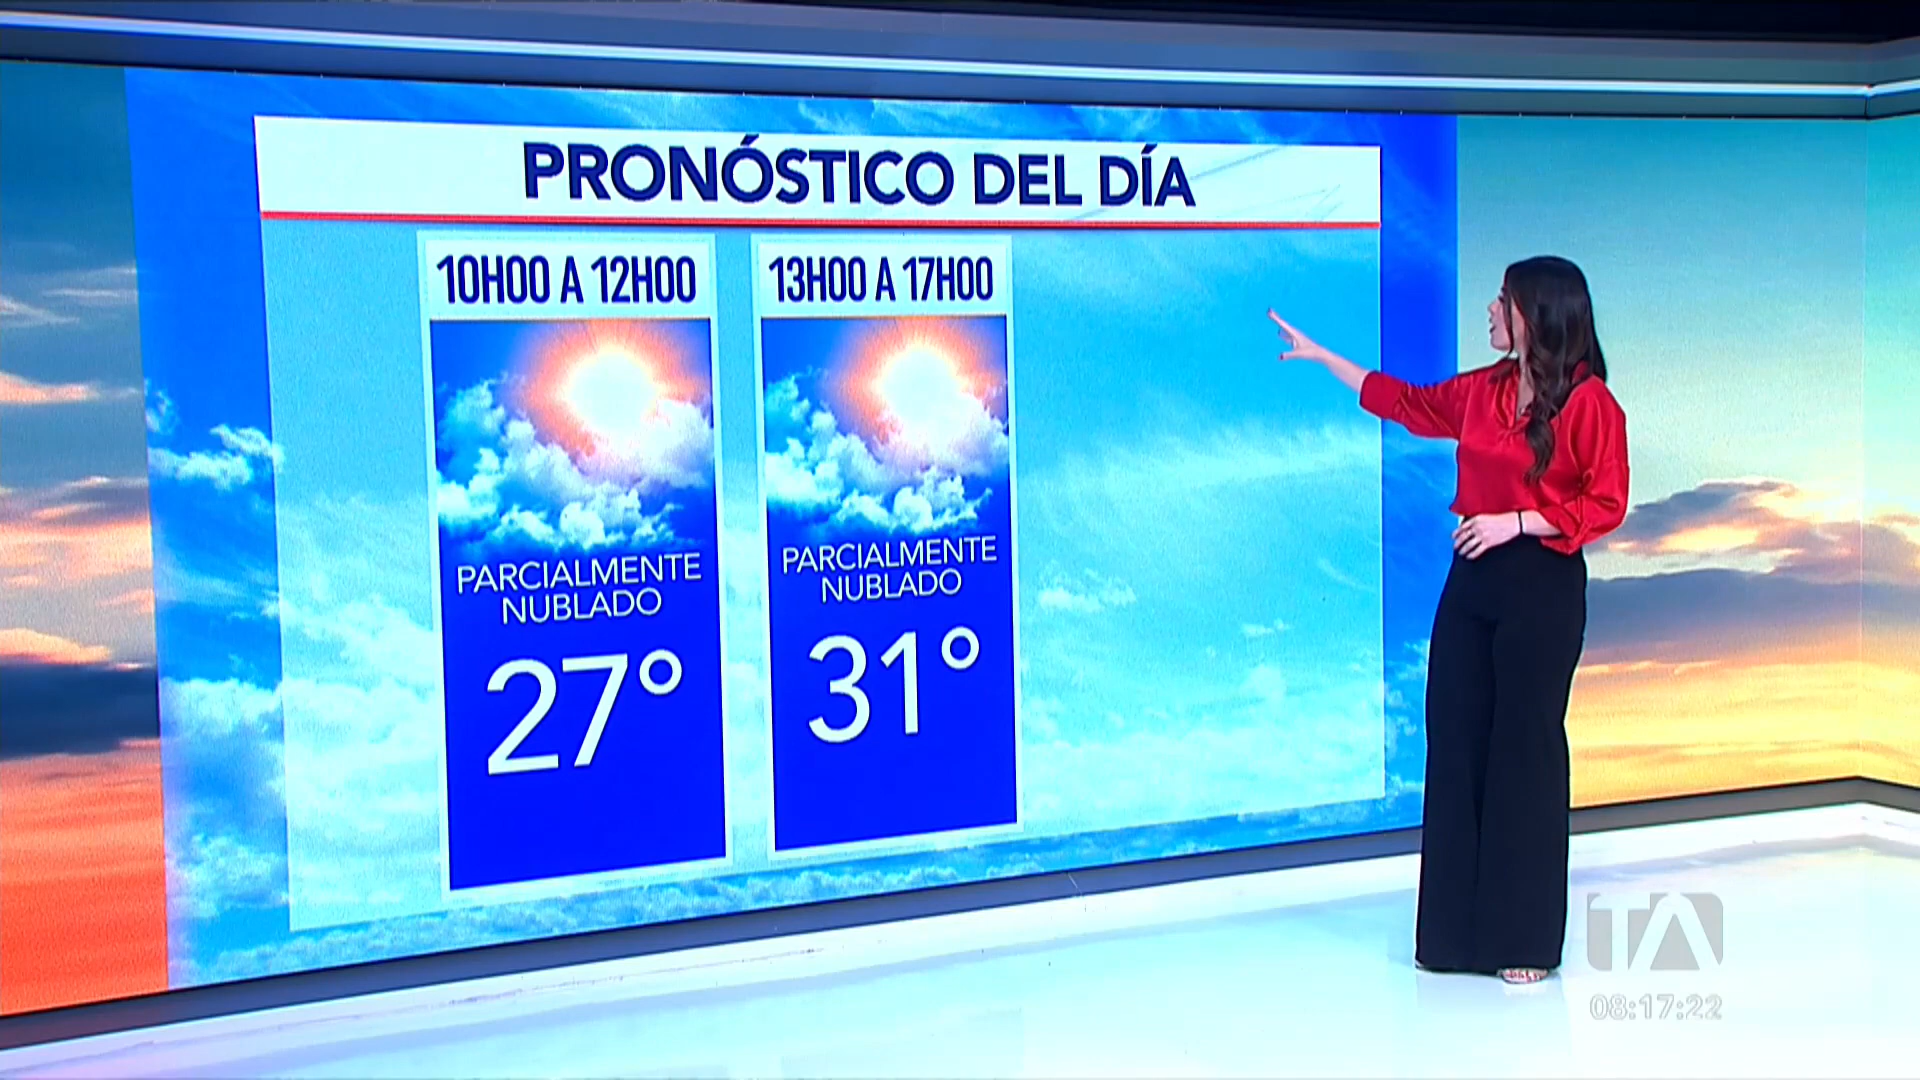 PRONÓSTICO DEL DÍA
10H00 A 12H00
PARCIALMENTE
NUBLADO
27°
13H00 A 17H00
PARCIALMENTE
NUBLADO
31°
TA
08:17:22